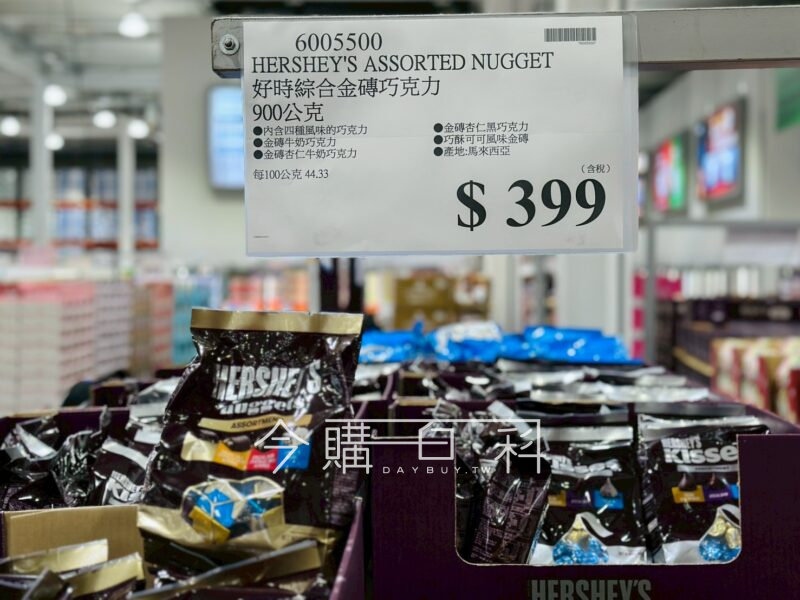 6005500
HERSHEY'S ASSORTED NUGGET
好時綜合金磚巧克力
900公克
●內含四種風味的巧克力
●金磚牛奶巧克力
●金磚杏仁牛奶巧克力
●金磚杏仁黑巧克力
●巧酥可可風味金磚
●產地:馬來西亞
每100公克 44.33
(含稅)
$ 399
HERSHEY'S
nuggets
ASSORTMENT
今購百科
DAYBUY.TW
HERSHEY'S
Kisses
HERSHEY'S